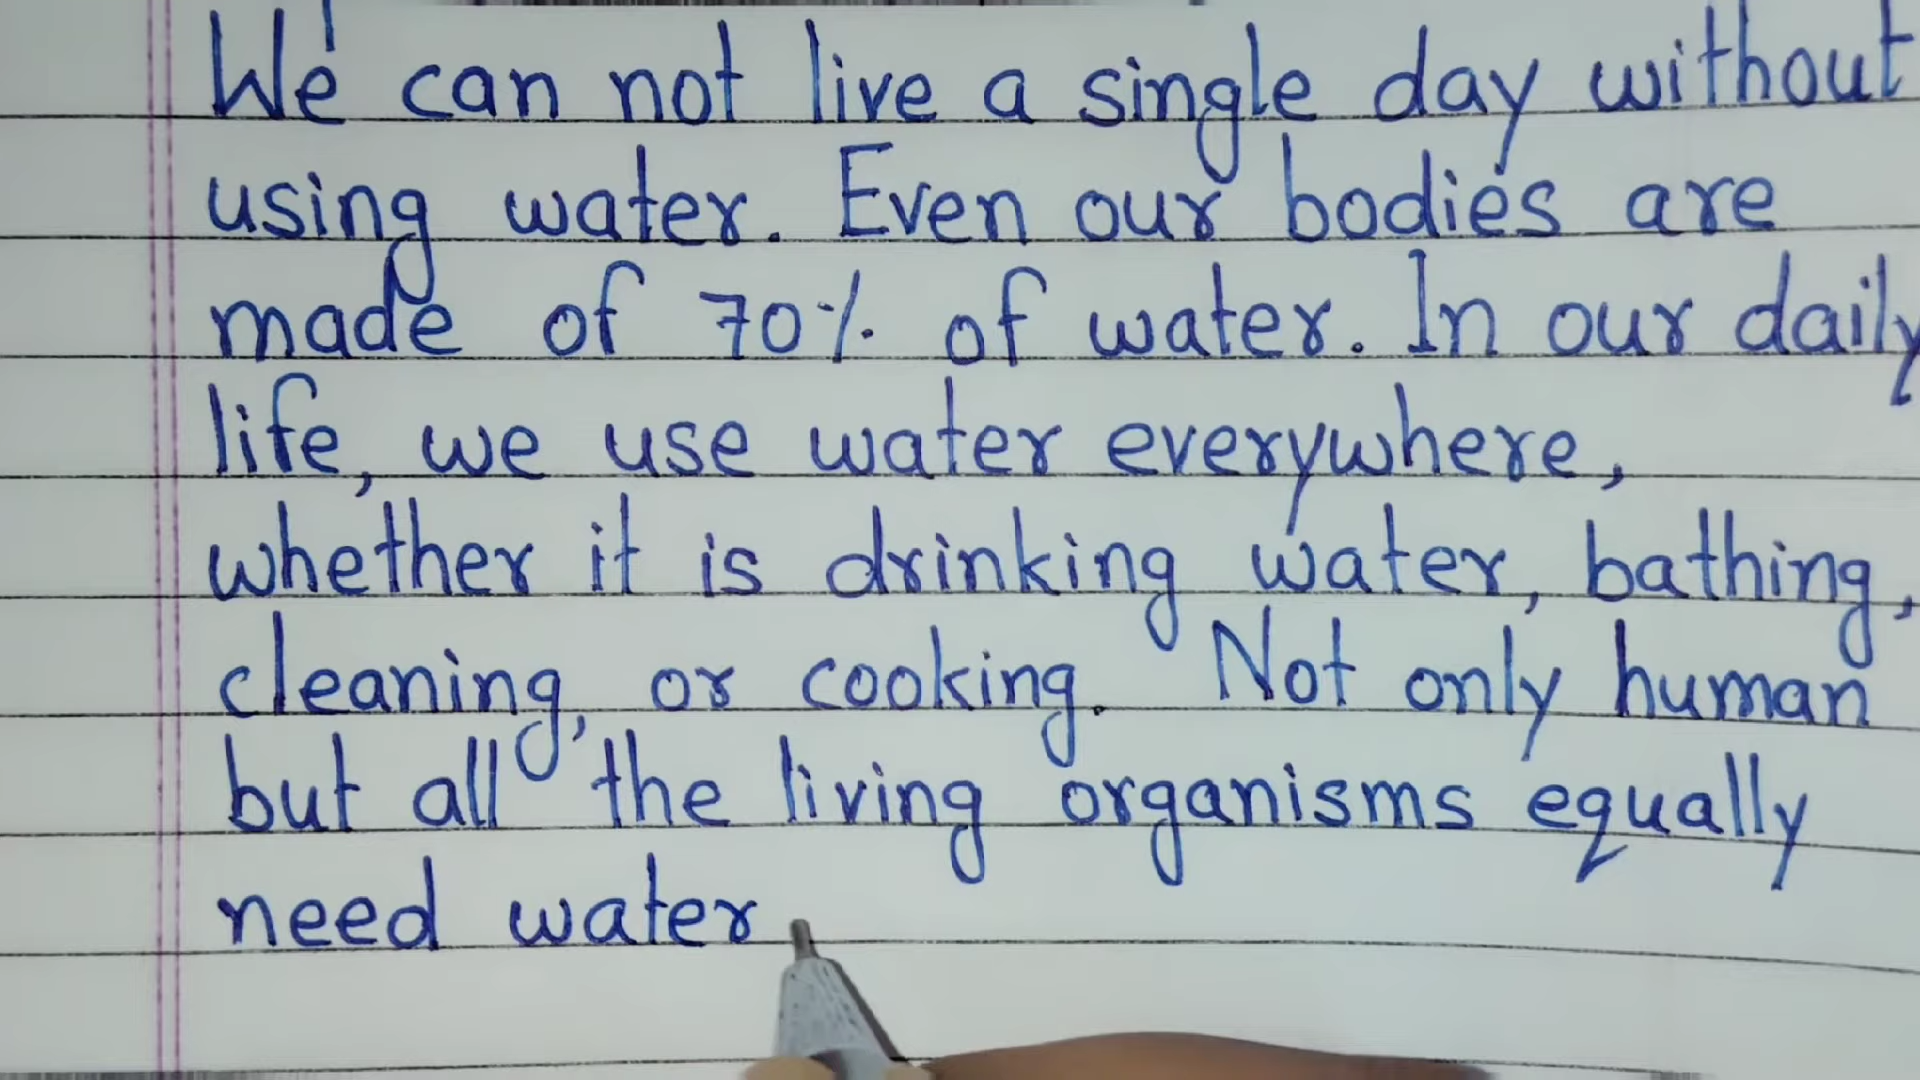 We can not live a single day without
using water. Even our bodies are
made of 70% of water. In our daily
life, we use water everywhere,
whether it is drinking water, bathing,
cleaning, or cooking. Not only human
but all the living organisms equally
need water